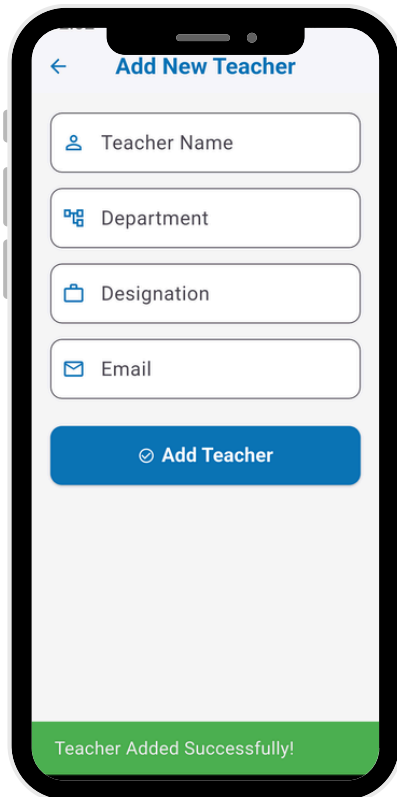 Add New Teacher
Teacher Name
Department
Designation
Email
Add Teacher
Teacher Added Successfully!